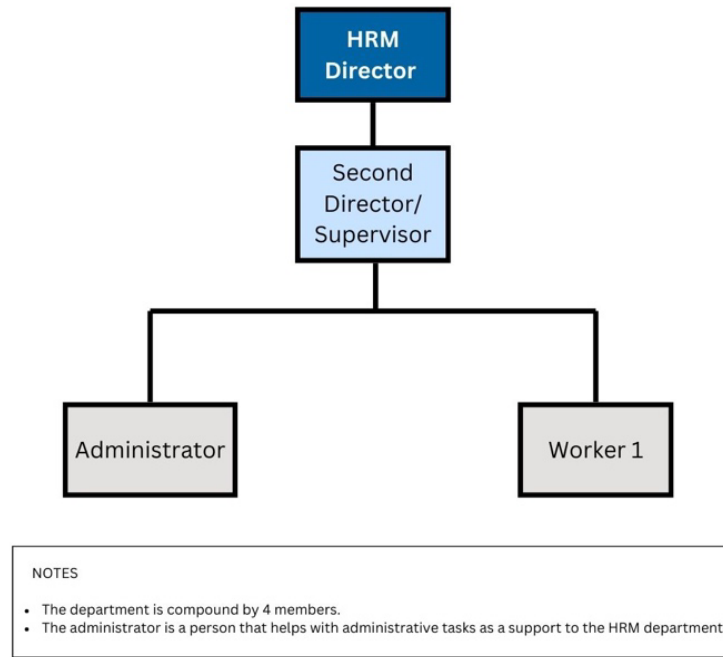 HRM
Director
Second
Director/
Supervisor
Administrator
Worker 1
NOTES
• The department is compound by 4 members.
• The administrator is a person that helps with administrative tasks as a support to the HRM department